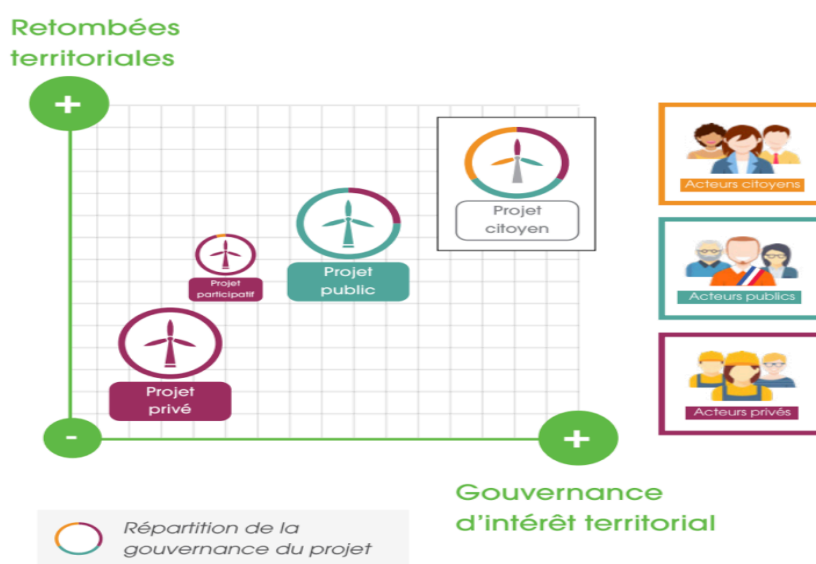 Retombées
territoriales
+
Acteurs citoyens
Projet
citoyen
Projet
public
Acteurs publics
Projet
participatif
Projet
privé
Acteurs privés
-
+
Gouvernance
d'intérêt territorial
Répartition de la
gouvernance du projet